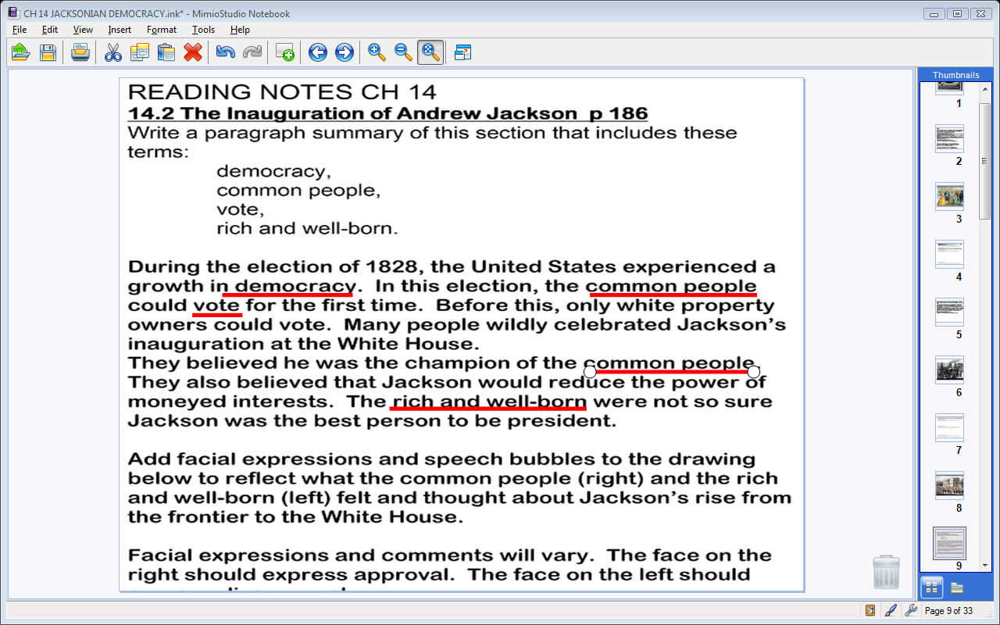 CH 14 JACKSONIAN DEMOCRACY.ink* - MimioStudio Notebook
File Edit View Insert Format Tools Help
Thumbnails
READING NOTES CH 14
14.2 The Inauguration of Andrew Jackson p 186
Write a paragraph summary of this section that includes these
terms:
democracy,
common people,
vote,
rich and well-born.
During the election of 1828, the United States experienced a
growth in democracy. In this election, the common people
could vote for the first time. Before this, only white property
owners could vote. Many people wildly celebrated Jackson's
inauguration at the White House.
They believed he was the champion of the common people.
They also believed that Jackson would reduce the power of
moneyed interests. The rich and well-born were not so sure
Jackson was the best person to be president.
Add facial expressions and speech bubbles to the drawing
below to reflect what the common people (right) and the rich
and well-born (left) felt and thought about Jackson's rise from
the frontier to the White House.
Facial expressions and comments will vary. The face on the
right should express approval. The face on the left should
1
2
3
4
5
6
7
8
9
Page 9 of 33